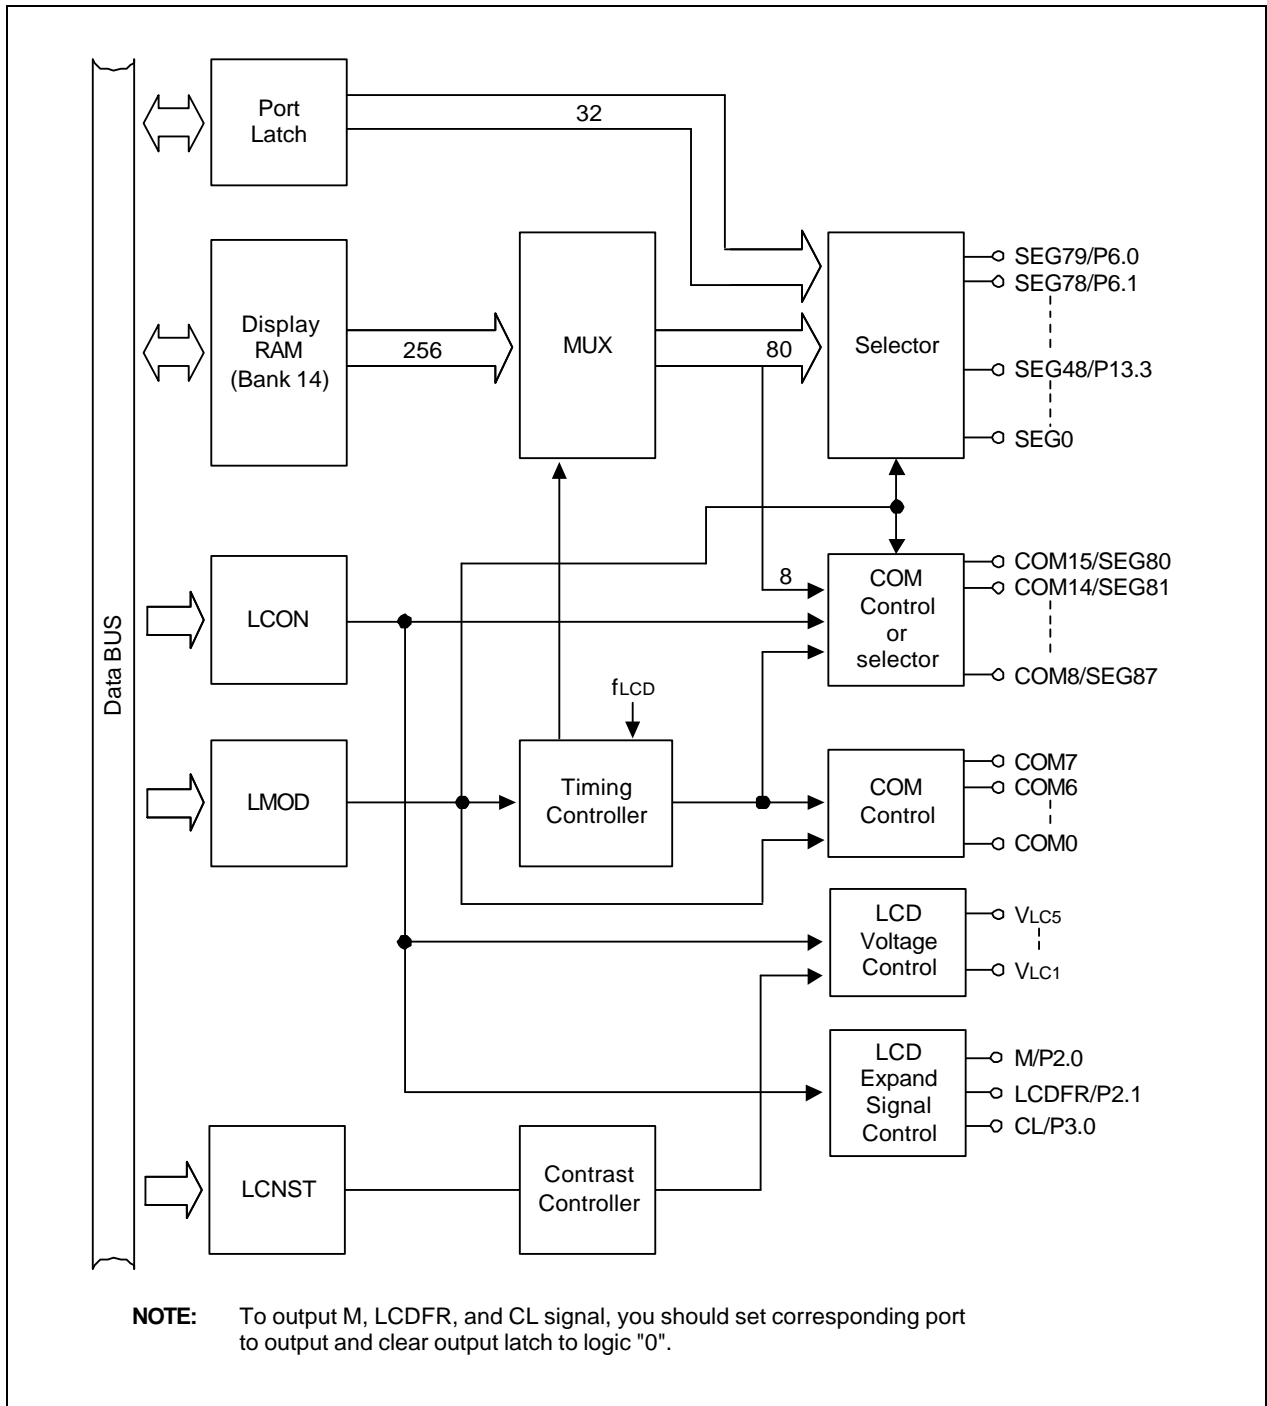 Data BUS
Port
Latch
32
Display
RAM
(Bank 14)
256
MUX
80
Selector
SEG79/P6.0
SEG78/P6.1
SEG48/P13.3
SEG0
LCON
8
COM
Control
or
selector
COM15/SEG80
COM14/SEG81
COM8/SEG87
fLCD
LMOD
Timing
Controller
COM
Control
COM7
COM6
COM0
LCD
Voltage
Control
VLC5
VLC1
LCD
Expand
Signal
Control
M/P2.0
LCDFR/P2.1
CL/P3.0
LCNST
Contrast
Controller
NOTE: To output M, LCDFR, and CL signal, you should set corresponding port
to output and clear output latch to logic "0".